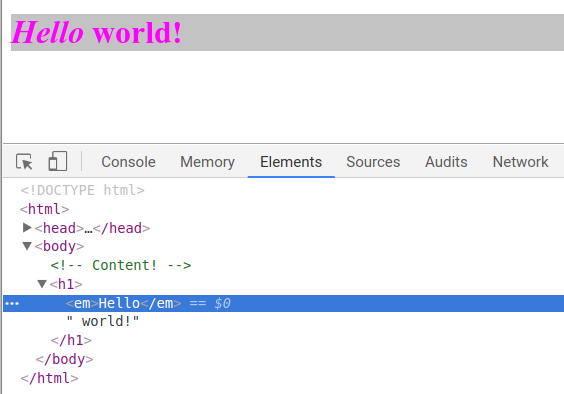 Hello world!
Console Memory Elements Sources Audits Network
<!DOCTYPE html>
<html>
<head>…</head>
<body>
<!-- Content! -->
<h1>
<em>Hello</em> == $0
" world!"
</h1>
</body>
</html>